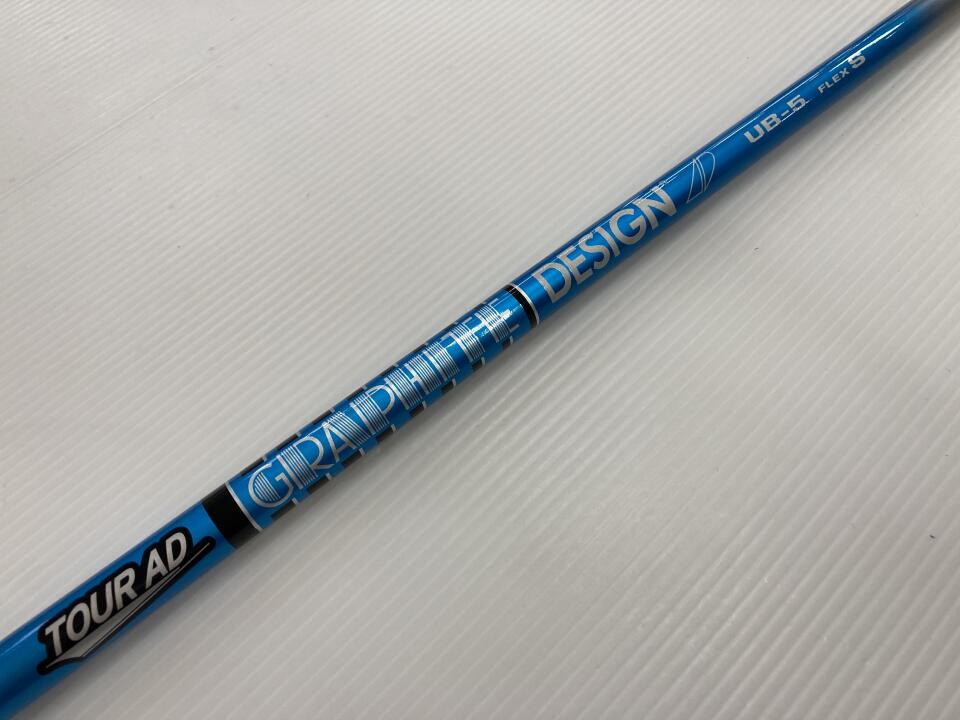 TOUR AD
GRAPHITE
DESIGN
UB-5 FLEX S